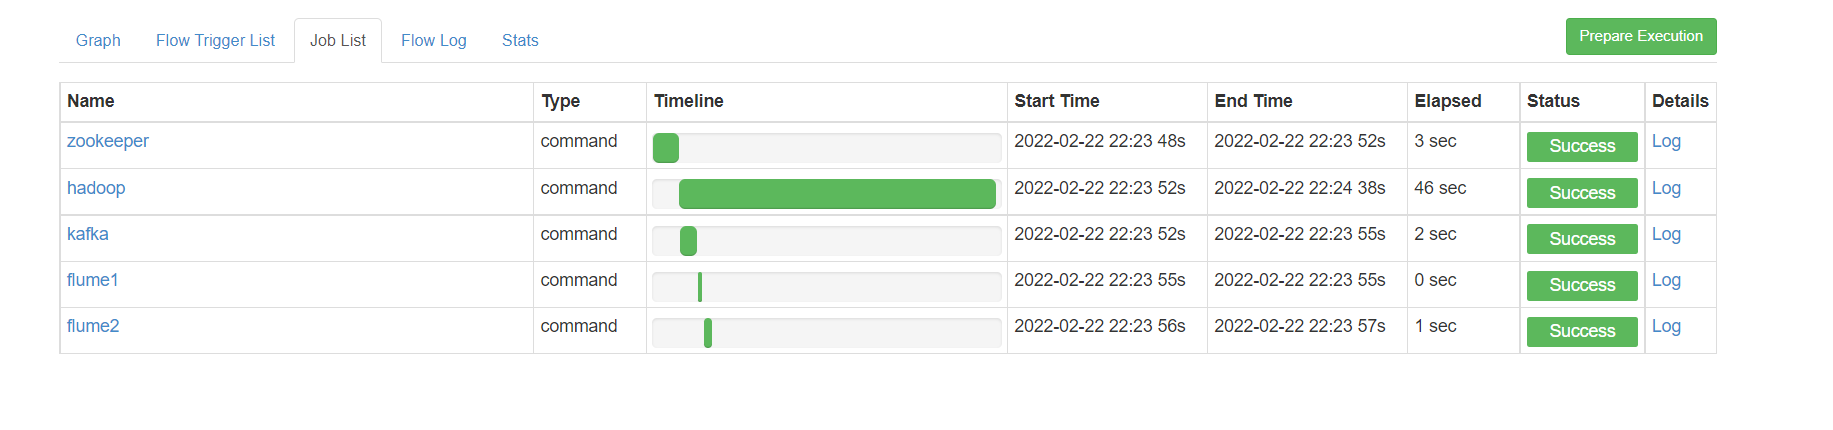 Graph Flow Trigger List Job List Flow Log Stats Prepare Execution
Name Type Timeline Start Time End Time Elapsed Status Details
zookeeper command 2022-02-22 22:23 48s 2022-02-22 22:23 52s 3 sec Success Log
hadoop command 2022-02-22 22:23 52s 2022-02-22 22:24 38s 46 sec Success Log
kafka command 2022-02-22 22:23 52s 2022-02-22 22:23 55s 2 sec Success Log
flume1 command 2022-02-22 22:23 55s 2022-02-22 22:23 55s 0 sec Success Log
flume2 command 2022-02-22 22:23 56s 2022-02-22 22:23 57s 1 sec Success Log